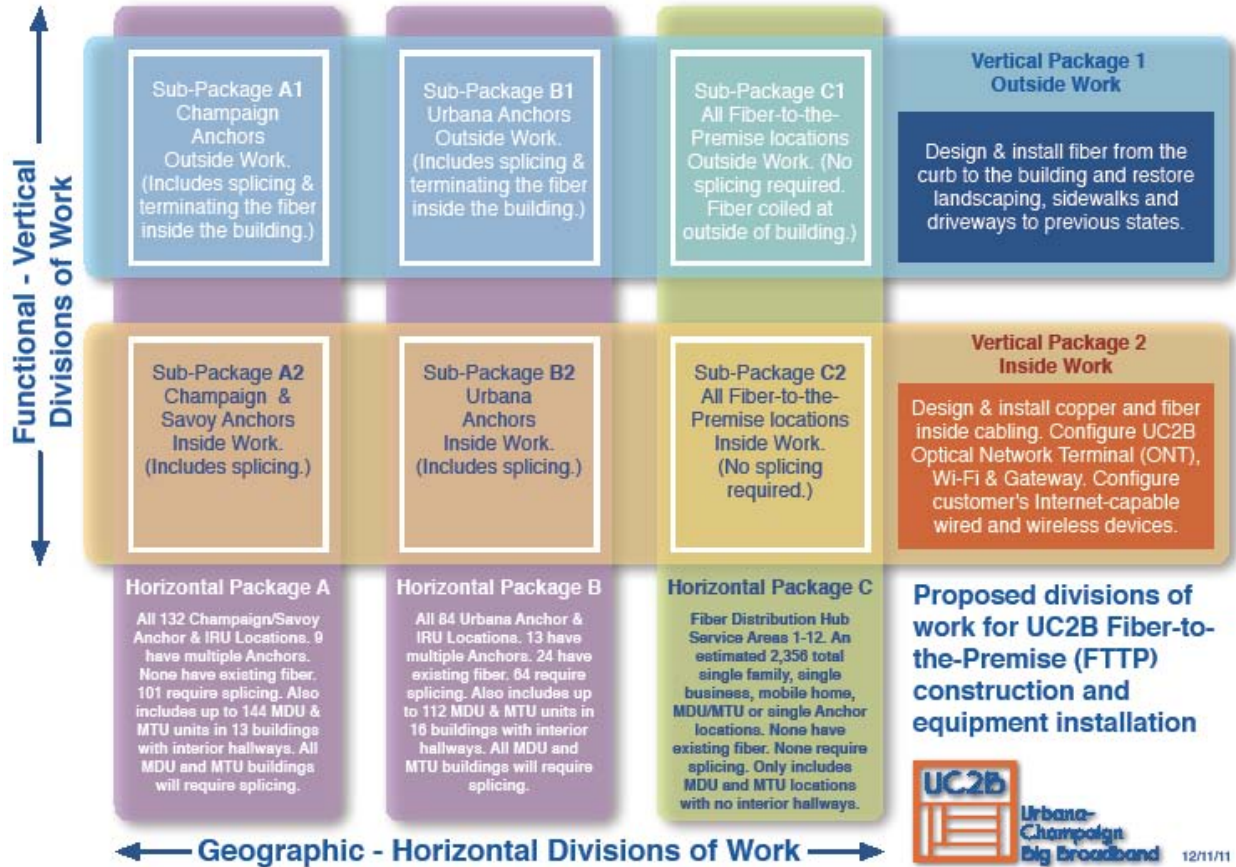 Functional - Vertical
Divisions of Work
Sub-Package A1
Champaign
Anchors
Outside Work.
(Includes splicing &
terminating the fiber
inside the building.)
Sub-Package B1
Urbana Anchors
Outside Work.
(Includes splicing &
terminating the fiber
inside the building.)
Sub-Package C1
All Fiber-to-the-
Premise locations
Outside Work. (No
splicing required.
Fiber coiled at
outside of building.)
Vertical Package 1
Outside Work
Design & install fiber from the
curb to the building and restore
landscaping, sidewalks and
driveways to previous states.
Sub-Package A2
Champaign &
Savoy Anchors
Inside Work.
(Includes splicing.)
Sub-Package B2
Urbana
Anchors
Inside Work.
(Includes splicing.)
Sub-Package C2
All Fiber-to-the-
Premise locations
Inside Work.
(No splicing
required.)
Vertical Package 2
Inside Work
Design & install copper and fiber
inside cabling. Configure UC2B
Optical Network Terminal (ONT),
Wi-Fi & Gateway. Configure
customer's Internet-capable
wired and wireless devices.
Horizontal Package A
All 132 Champaign/Savoy
Anchor & IRU Locations. 9
have multiple Anchors.
None have existing fiber.
101 require splicing. Also
includes up to 144 MDU &
MTU units in 13 buildings
with interior hallways. All
MDU and MTU buildings
will require splicing.
Horizontal Package B
All 84 Urbana Anchor &
IRU Locations. 13 have
multiple Anchors. 24 have
existing fiber. 64 require
splicing. Also includes up
to 112 MDU & MTU units in
16 buildings with interior
hallways. All MDU and
MTU buildings will require
splicing.
Horizontal Package C
Fiber Distribution Hub
Service Areas 1-12. An
estimated 2,356 total
single family, single
business, mobile home,
MDU/MTU or single Anchor
locations. None have
existing fiber. None require
splicing. Only includes
MDU and MTU locations
with no interior hallways.
Proposed divisions of
work for UC2B Fiber-to-
the-Premise (FTTP)
construction and
equipment installation
UC2B
Urbana-
Champaign
Big Broadband
12/11/11
Geographic - Horizontal Divisions of Work